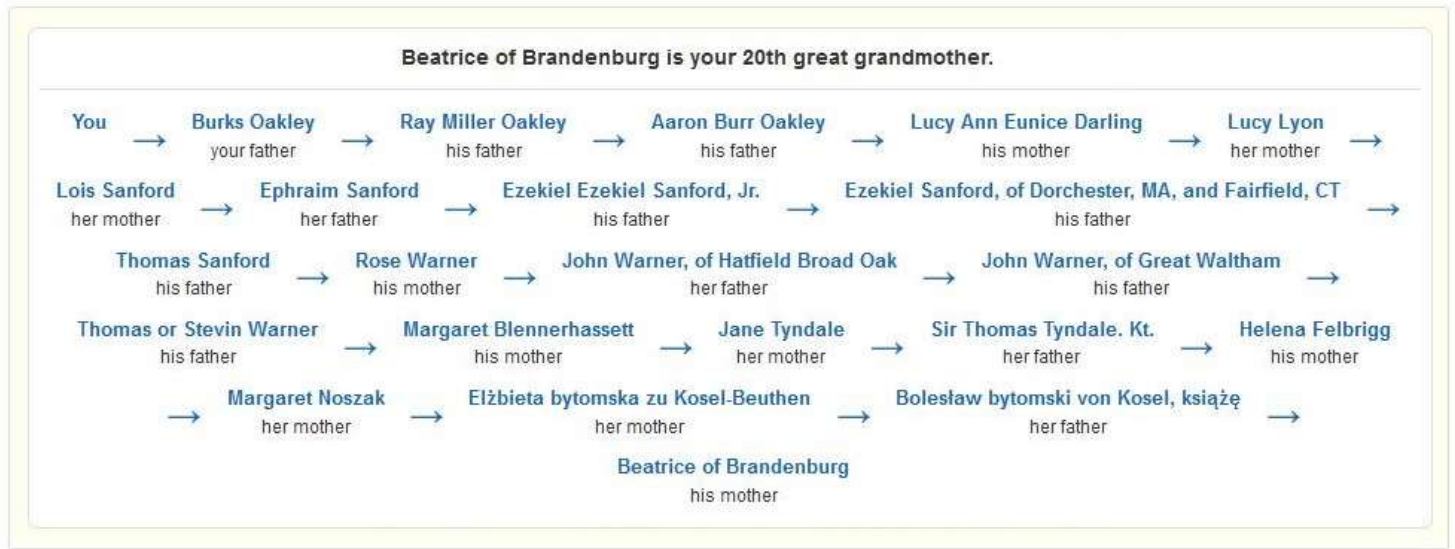 Beatrice of Brandenburg is your 20th great grandmother.
You → Burks Oakley → Ray Miller Oakley → Aaron Burr Oakley → Lucy Ann Eunice Darling → Lucy Lyon →
your father his father his father his mother her mother
Lois Sanford → Ephraim Sanford → Ezekiel Ezekiel Sanford, Jr. → Ezekiel Sanford, of Dorchester, MA, and Fairfield, CT →
her mother her father his father his father
Thomas Sanford → Rose Warner → John Warner, of Hatfield Broad Oak → John Warner, of Great Waltham →
his father his mother her father his father
Thomas or Stevin Warner → Margaret Blennerhassett → Jane Tyndale → Sir Thomas Tyndale. Kt. → Helena Felbrigg
his father his mother her mother her father his mother
→ Margaret Noszak → Elżbieta bytomska zu Kosel-Beuthen → Bolesław bytomski von Kosel, książę →
her mother her mother her father
Beatrice of Brandenburg
his mother